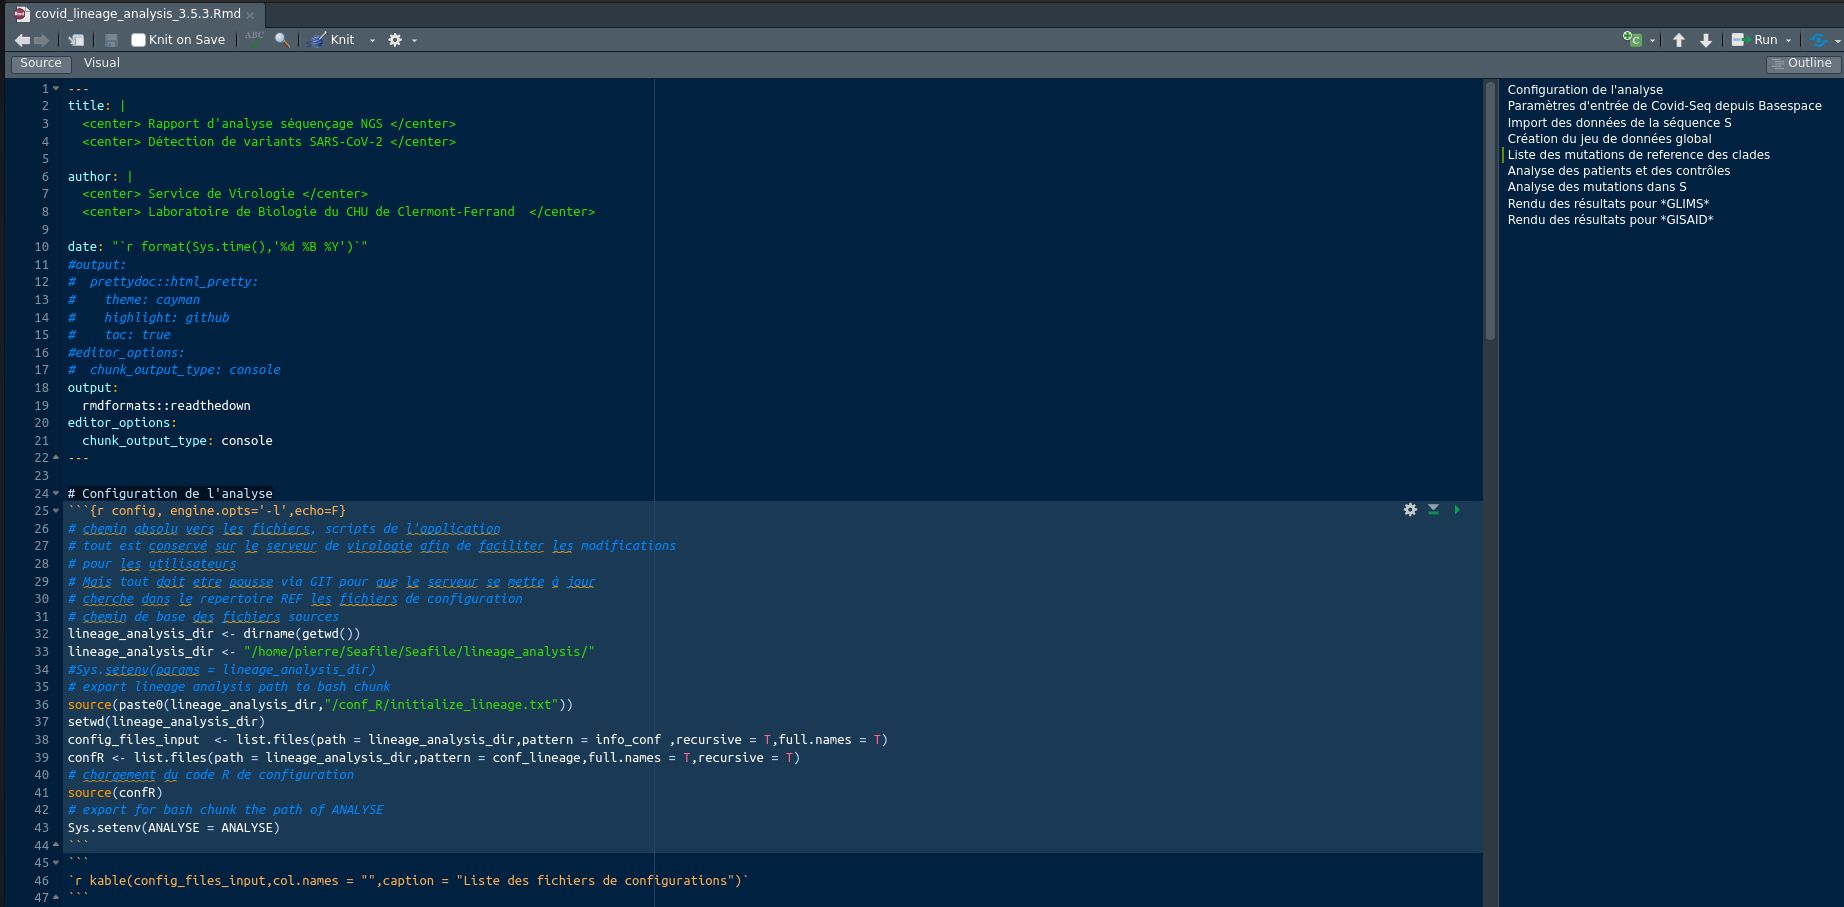 covid_lineage_analysis_3.5.3.Rmd
Knit on Save ABC Knit Run
Source Visual Outline
1 ---
2 title: |
3 <center> Rapport d'analyse séquençage NGS </center>
4 <center> Détection de variants SARS-CoV-2 </center>
5
6 author: |
7 <center> Service de Virologie </center>
8 <center> Laboratoire de Biologie du CHU de Clermont-Ferrand </center>
9
10 date: "`r format(Sys.time(),'%d %B %Y')`"
11 #output:
12 # prettydoc::html_pretty:
13 # theme: cayman
14 # highlight: github
15 # toc: true
16 #editor_options:
17 # chunk_output_type: console
18 output:
19 rmdformats::readthedown
20 editor_options:
21 chunk_output_type: console
22 ---
23
24 # Configuration de l'analyse
25 ```{r config, engine.opts='-l',echo=F}
26 # chemin absolu vers les fichiers, scripts de l'application
27 # tout est conservé sur le serveur de virologie afin de faciliter les modifications
28 # pour les utilisateurs
29 # Mais tout doit etre pousse via GIT pour que le serveur se mette à jour
30 # cherche dans le repertoire REF les fichiers de configuration
31 # chemin de base des fichiers sources
32 lineage_analysis_dir <- dirname(getwd())
33 lineage_analysis_dir <- "/home/pierre/Seafile/Seafile/lineage_analysis/"
34 #Sys.setenv(params = lineage_analysis_dir)
35 # export lineage analysis path to bash chunk
36 source(paste0(lineage_analysis_dir,"/conf_R/initialize_lineage.txt"))
37 setwd(lineage_analysis_dir)
38 config_files_input <- list.files(path = lineage_analysis_dir,pattern = info_conf ,recursive = T,full.names = T)
39 confR <- list.files(path = lineage_analysis_dir,pattern = conf_lineage,full.names = T,recursive = T)
40 # chargement du code R de configuration
41 source(confR)
42 # export for bash chunk the path of ANALYSE
43 Sys.setenv(ANALYSE = ANALYSE)
44 ```
45 ```
46 `r kable(config_files_input,col.names = "",caption = "Liste des fichiers de configurations")`
47 ```
Configuration de l'analyse
Paramètres d'entrée de Covid-Seq depuis Basespace
Import des données de la séquence S
Création du jeu de données global
Liste des mutations de reference des clades
Analyse des patients et des contrôles
Analyse des mutations dans S
Rendu des résultats pour *GLIMS*
Rendu des résultats pour *GISAID*